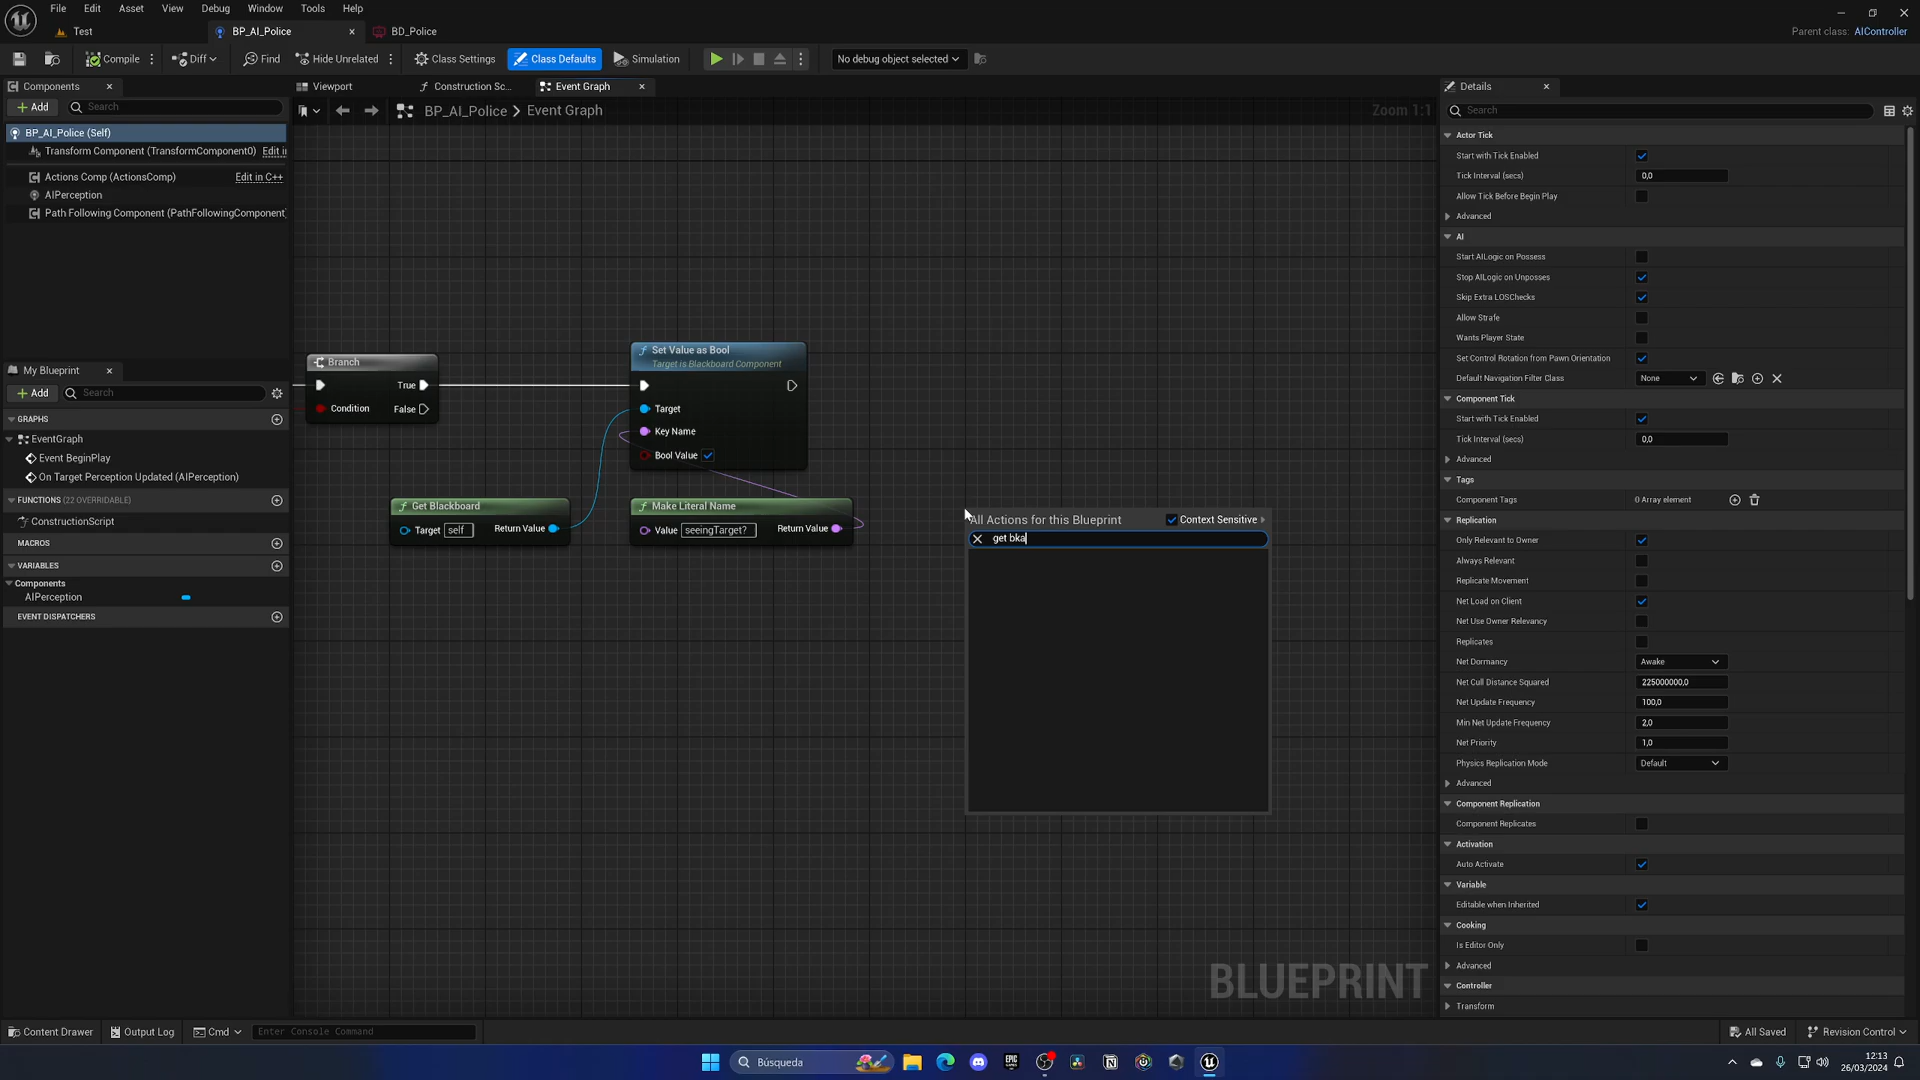 File Edit Asset View Window Tools Help
Test BP_AI_Police BD_Police Parent class: AIController
Compile Diff Find Hide Unrelated Class Settings Class Defaults Simulation No debug object selected
Components Viewport Construction Sc... Event Graph Details
Add Search BP_AI_Police Event Graph Zoom 1:1 Search
BP_AI_Police (Self)
Transform Component (TransformComponent0) Edit in
Actions Comp (ActionsComp) Edit in C++
AIPerception
Path Following Component (PathFollowingComponent)
My Blueprint
Add Search
GRAPHS
EventGraph
Event BeginPlay
On Target Perception Updated (AIPerception)
FUNCTIONS (22 OVERRIDABLE)
ConstructionScript
MACROS
VARIABLES
Components
AIPerception
EVENT DISPATCHERS
Branch
True
Condition False
Set Value as Bool
Target is Blackboard Component
Target
Key Name
Bool Value
Get Blackboard
Target self Return Value
Make Literal Name
Value seeingTarget? Return Value
All Actions for this Blueprint Context Sensitive
get bka
BLUEPRINT
Actor Tick
Start with Tick Enabled
Tick Interval (secs) 0,0
Allow Tick Before Begin Play
Advanced
AI
Start AILogic on Possess
Stop AILogic on Unposses
Skip Extra LOSChecks
Allow Strafe
Wants Player State
Set Control Rotation from Pawn Orientation
Default Navigation Filter Class None
Component Tick
Start with Tick Enabled
Tick Interval (secs) 0,0
Advanced
Tags
Component Tags 0 Array element
Replication
Only Relevant to Owner
Always Relevant
Replicate Movement
Net Load on Client
Net Use Owner Relevancy
Replicates
Net Dormancy Awake
Net Cull Distance Squared 225000000,0
Net Update Frequency 100,0
Min Net Update Frequency 2,0
Net Priority 1,0
Physics Replication Mode Default
Advanced
Component Replication
Component Replicates
Activation
Auto Activate
Variable
Editable when Inherited
Cooking
Is Editor Only
Advanced
Controller
Transform
Content Drawer Output Log Cmd Enter Console Command All Saved Revision Control
Búsqueda
EPIC GAMES
12:13
26/03/2024